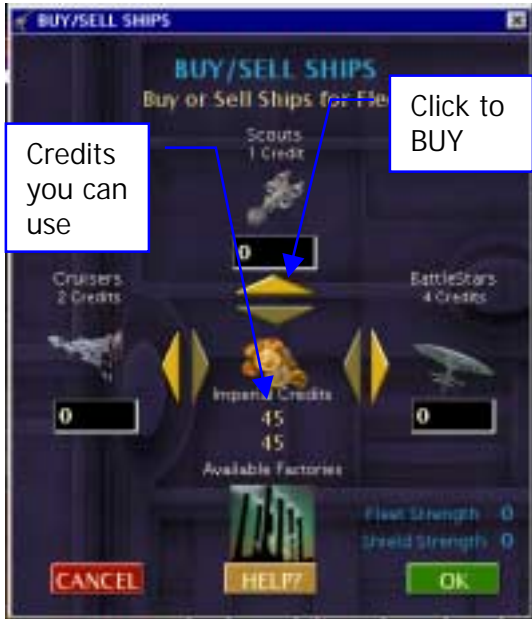 BUY/SELL SHIPS
BUY/SELL SHIPS
Buy or Sell Ships for
Click to
BUY
Credits
you can
use
Scouts
1 Credit
0
Cruisers
2 Credits
0
BattleStars
4 Credits
0
Imperial Credits
45
45
Available Factories
Fleet Strength 0
Shield Strength 0
CANCEL
HELP?
OK